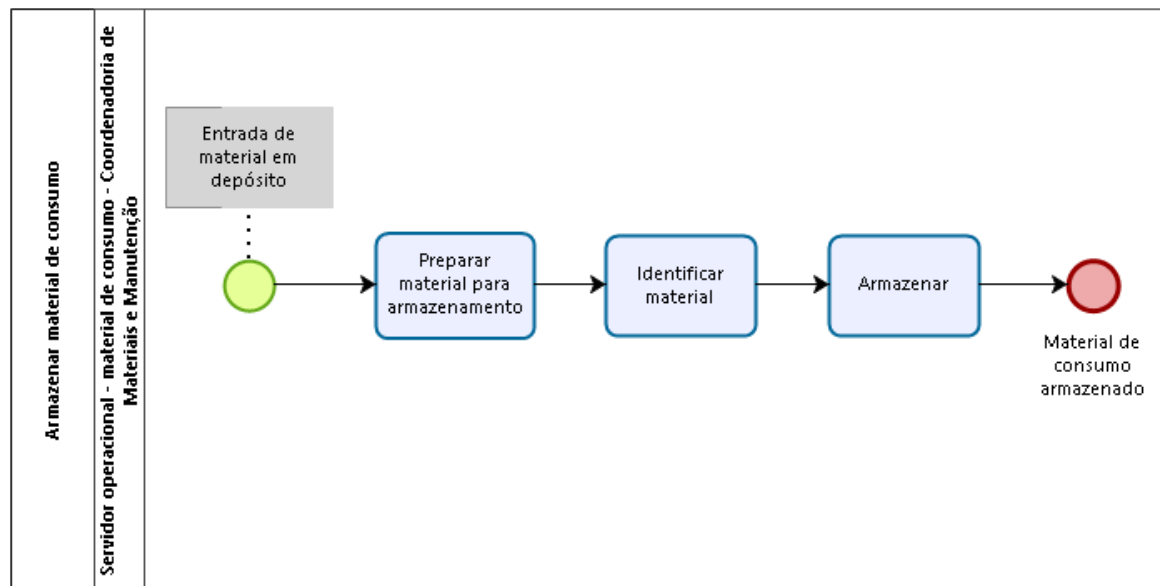 Armazenar material de consumo
Servidor operacional - material de consumo - Coordenadoria de
Materiais e Manutenção
Entrada de
material em
depósito
Preparar
material para
armazenamento
Identificar
material
Armazenar
Material de
consumo
armazenado